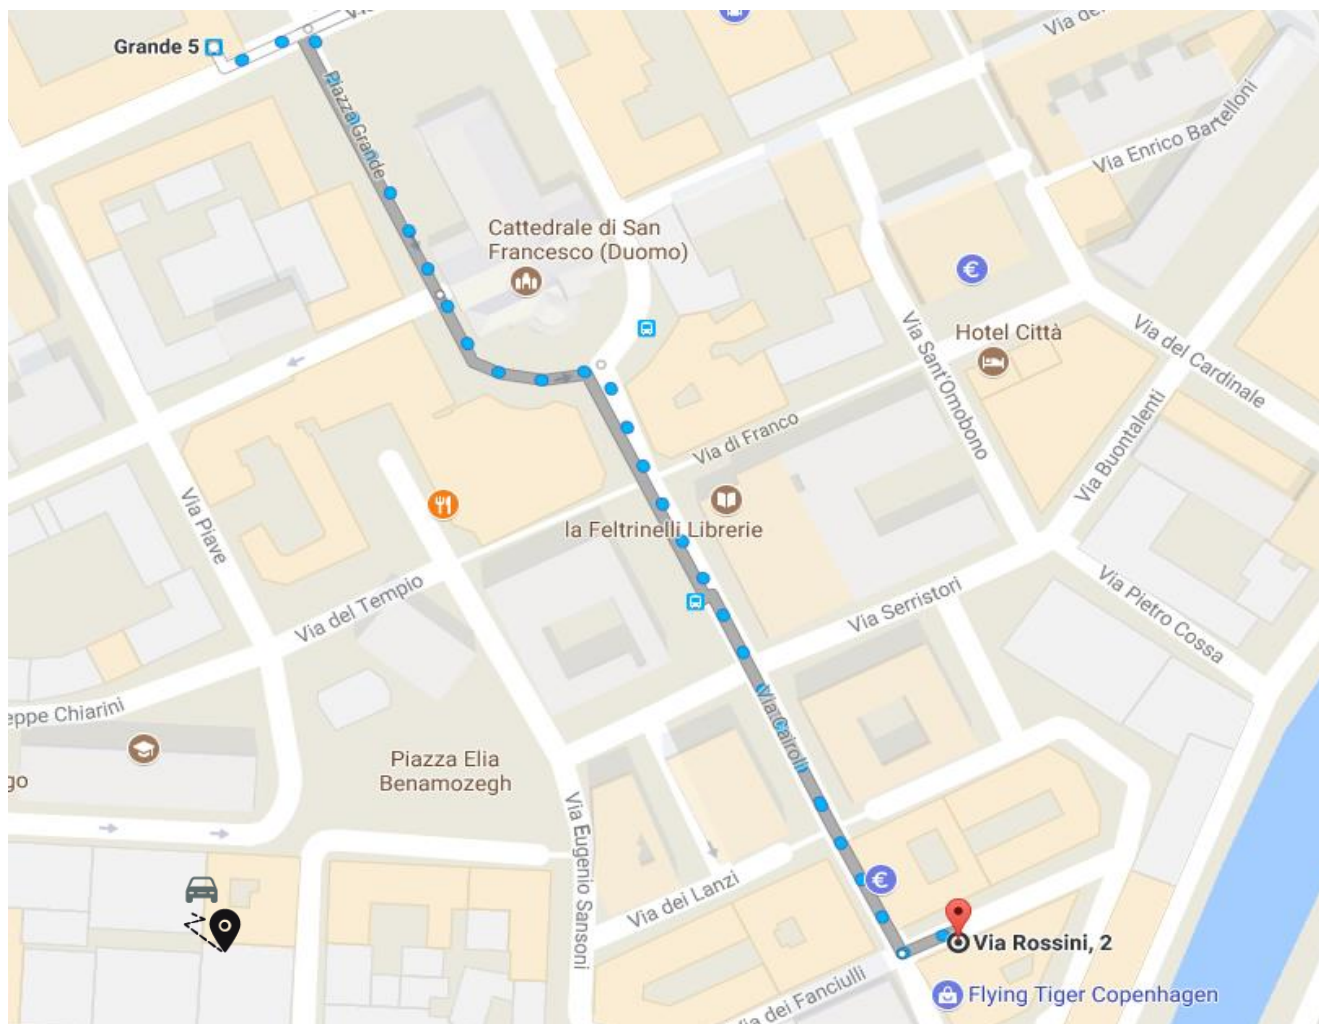 Grande 5
Via de
Piazza Grande
Via Enrico Bartelloni
Cattedrale di San
Francesco (Duomo)
€
Via Sant'Omobono
Hotel Città
Via del Cardinale
Via Buontalenti
Via di Franco
Via Piave
la Feltrinelli Librerie
Via del Tempio
Via Serristori
Via Pietro Cossa
eppe Chiarini
Via Cairoli
Piazza Elia
Benamozegh
go
Via Eugenio Sansoni
Via dei Lanzi
€
Via Rossini, 2
Via dei Fanciulli
Flying Tiger Copenhagen